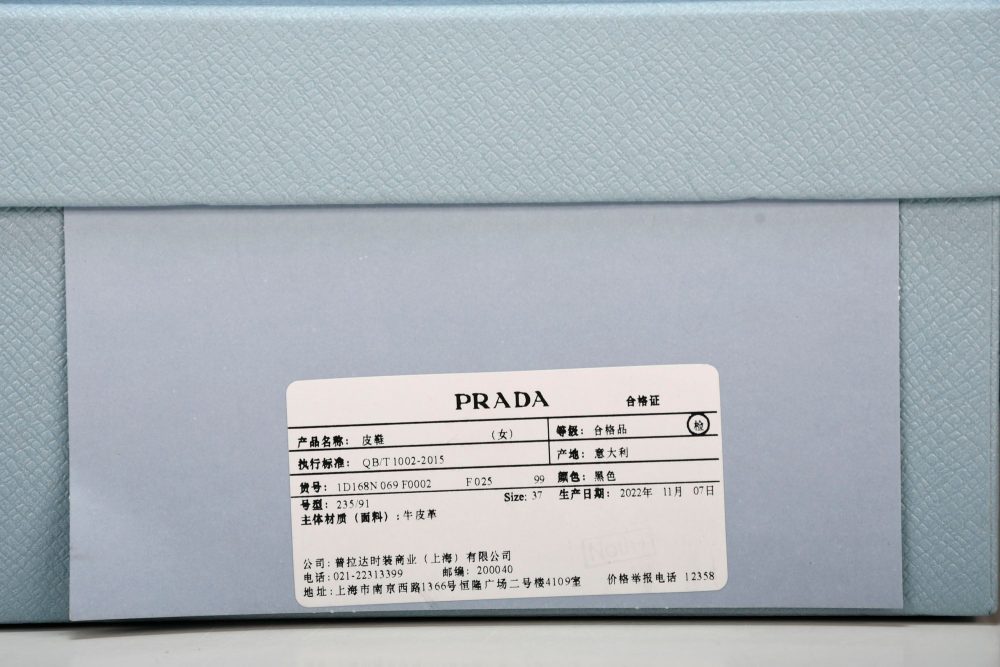 PRADA 合格证
产品名称: 皮鞋 (女) 等级: 合格品 检
执行标准: QB/T 1002-2015 产地: 意大利
货号: 1D168N 069 F0002 F 025 99 颜色: 黑色
号型: 235/91 Size: 37 生产日期: 2022年 11月 07日
主体材质 (面料) : 牛皮革
公司: 普拉达时装商业 (上海) 有限公司
电话: 021-22313399 邮编: 200040
地址: 上海市南京西路1366号恒隆广场二号楼4109室 价格举报电话 12358